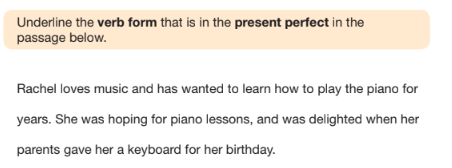 Underline the verb form that is in the present perfect in the
passage below.
Rachel loves music and has wanted to learn how to play the piano for
years. She was hoping for piano lessons, and was delighted when her
parents gave her a keyboard for her birthday.